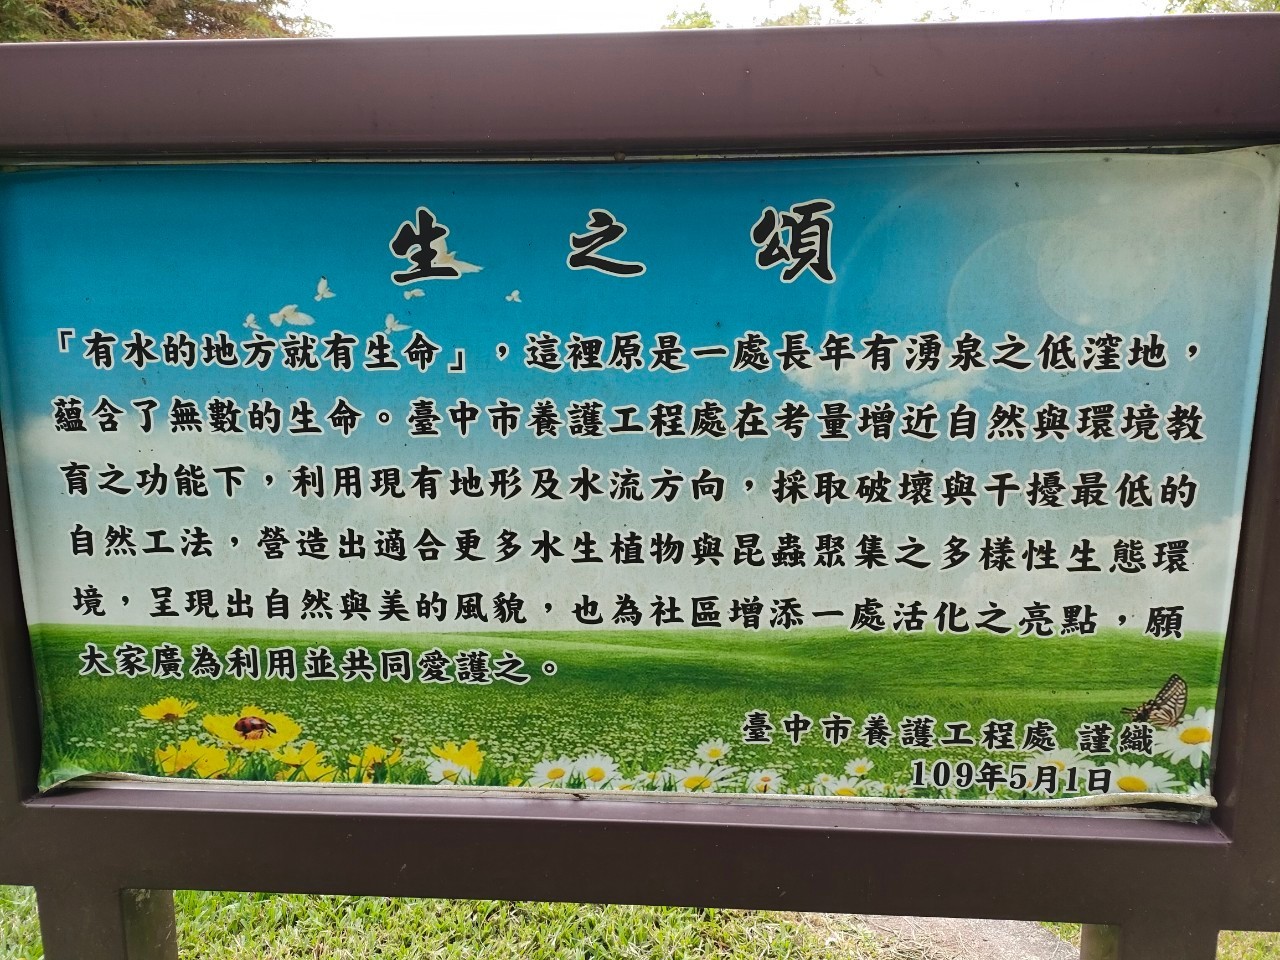 生之頌
「有水的地方就有生命」，這裡原是一處長年有湧泉之低漥地，
蘊含了無數的生命。臺中市養護工程處在考量增近自然與環境教
育之功能下，利用現有地形及水流方向，採取破壞與干擾最低的
自然工法，營造出適合更多水生植物與昆蟲聚集之多樣性生態環
境，呈現出自然與美的風貌，也為社區增添一處活化之亮點，願
大家廣為利用並共同愛護之。
臺中市養護工程處 謹織
109年5月1日